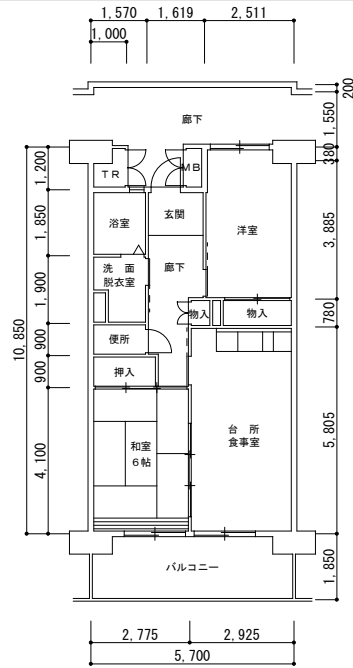 1,570 1,619 2,511
1,000
200
1,550
380
3,885
780
5,805
1,850
1,200
1,850
1,900
900
900
4,100
10,850
廊下
TR
MB
浴室
玄関
洋室
洗 面
脱衣室
廊下
物入
物入
便所
押入
和室
6帖
台 所
食事室
バルコニー
2,775 2,925
5,700